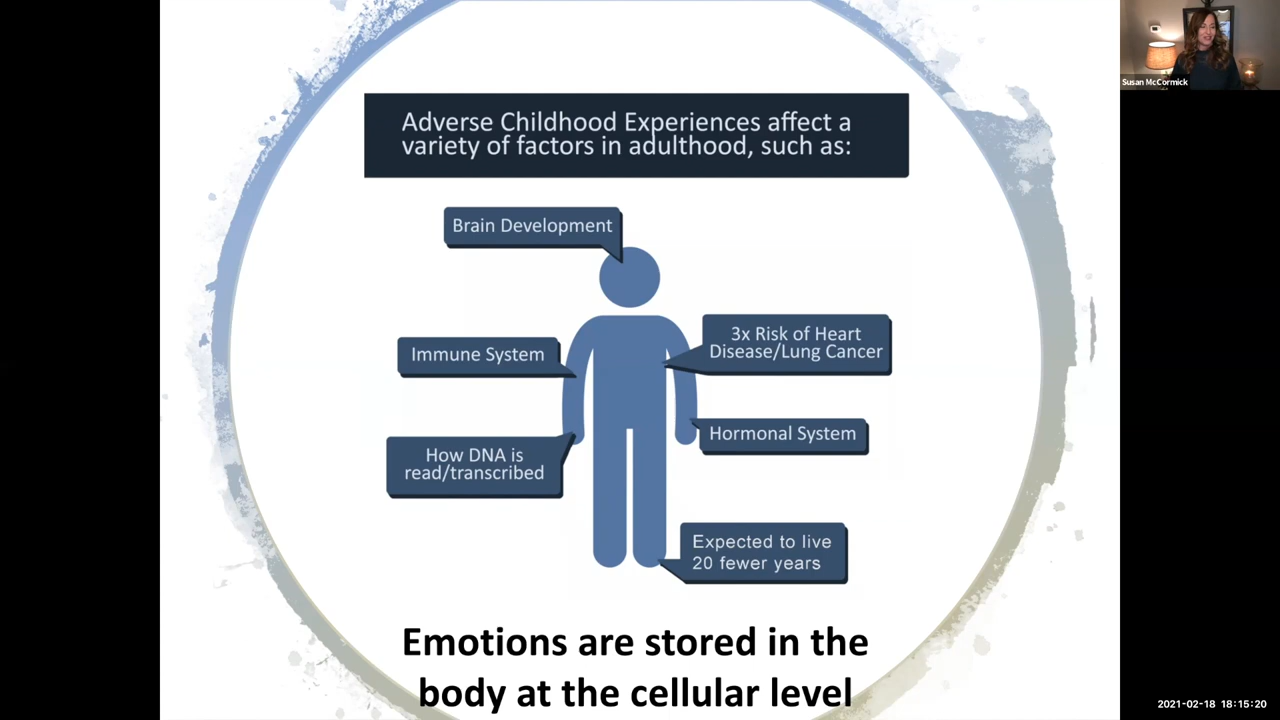 Adverse Childhood Experiences affect a
variety of factors in adulthood, such as:
Brain Development
Immune System
3x Risk of Heart
Disease/Lung Cancer
How DNA is
read/transcribed
Hormonal System
Expected to live
20 fewer years
Emotions are stored in the
body at the cellular level
Susan McCormick
2021-02-18 18:15:20